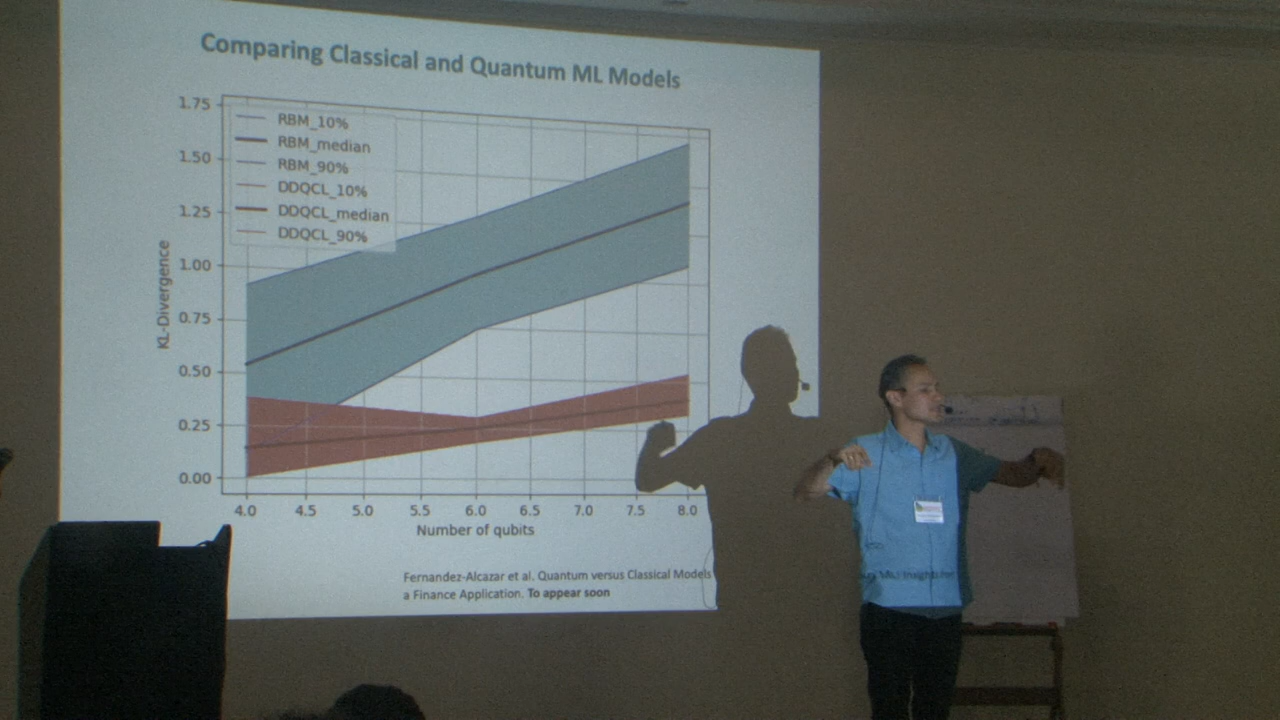 Comparing Classical and Quantum ML Models
1.75
1.50
1.25
1.00
0.75
0.50
0.25
0.00
KL-Divergence
RBM_10%
RBM_median
RBM_90%
DDQCL_10%
DDQCL_median
DDQCL_90%
4.0 4.5 5.0 5.5 6.0 6.5 7.0 7.5 8.0
Number of qubits
Fernandez-Alcazar et al. Quantum versus Classical Models
a Finance Application. To appear soon